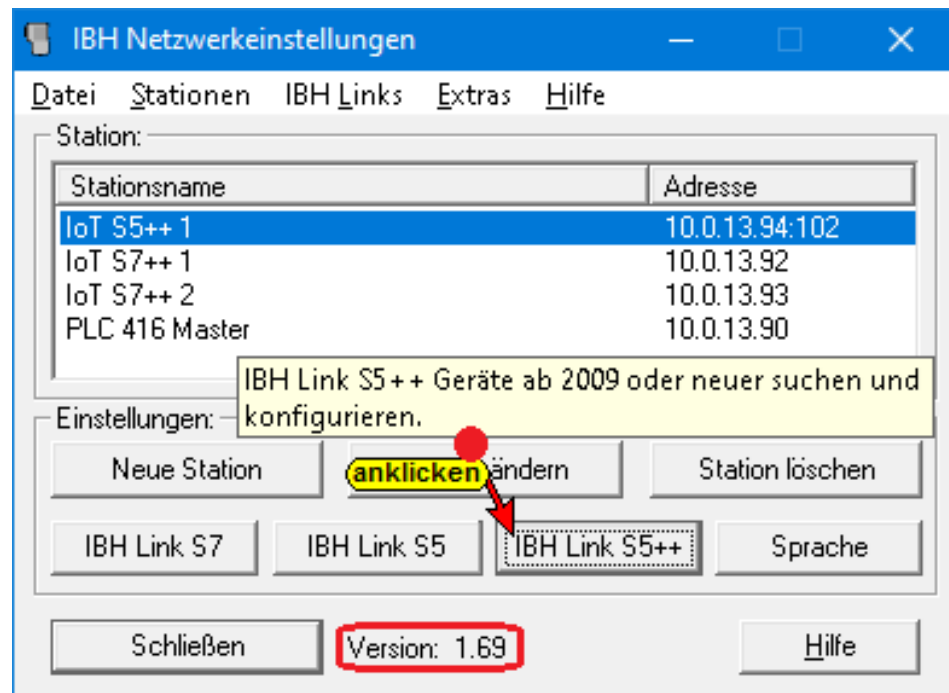 IBH Netzwerkeinstellungen
Datei Stationen IBH Links Extras Hilfe
Station:
Stationsname Adresse
IoT S5++ 1 10.0.13.94:102
IoT S7++ 1 10.0.13.92
IoT S7++ 2 10.0.13.93
PLC 416 Master 10.0.13.90
IBH Link S5++ Geräte ab 2009 oder neuer suchen und
konfigurieren.
Einstellungen:
Neue Station anklicken ändern Station löschen
IBH Link S7 IBH Link S5 IBH Link S5++ Sprache
Schließen Version: 1.69 Hilfe